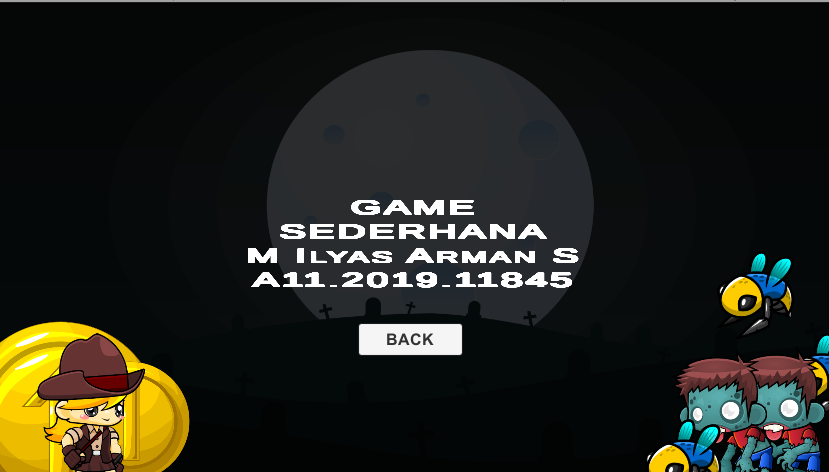 GAME
SEDERHANA
M Ilyas Arman S
A11.2019.11845
BACK